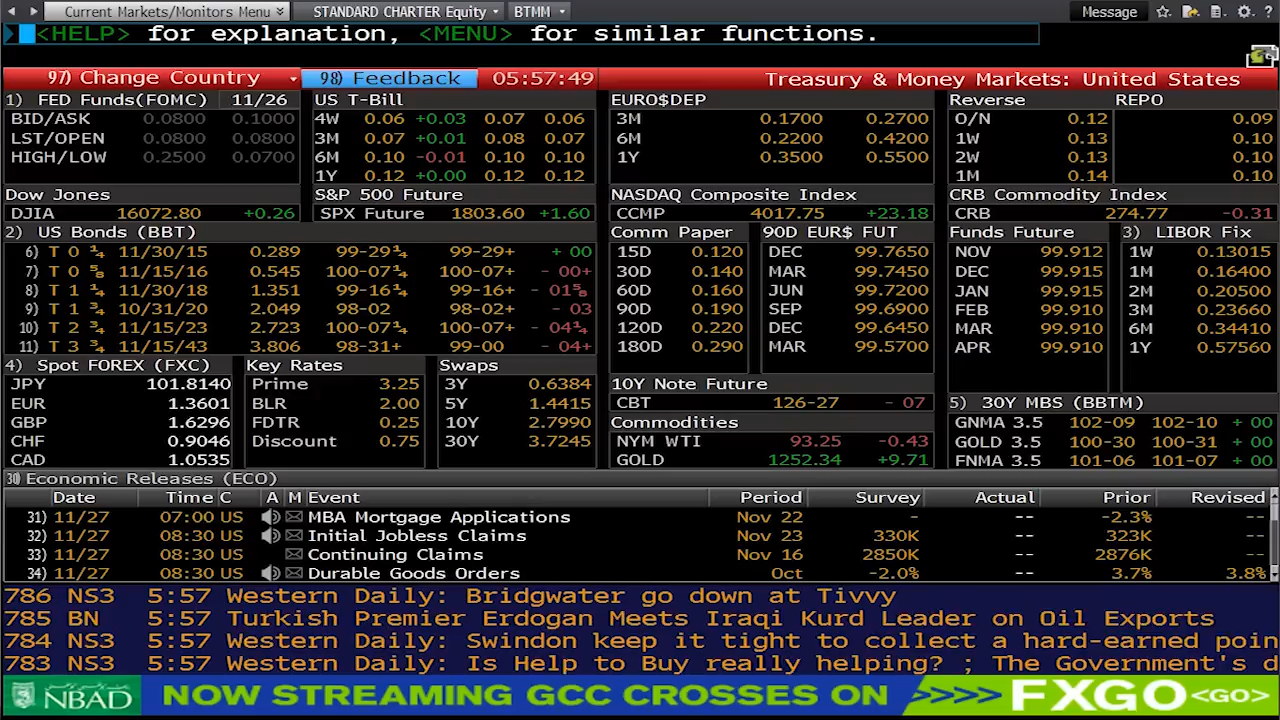 Current Markets/Monitors Menu STANDARD CHARTER Equity BTMM Message
<HELP> for explanation, <MENU> for similar functions.
97) Change Country 98) Feedback 05:57:49 Treasury & Money Markets: United States
1) FED Funds(FOMC) 11/26
BID/ASK 0.0800 0.1000
LST/OPEN 0.0800 0.0800
HIGH/LOW 0.2500 0.0700
US T-Bill
4W 0.06 +0.03 0.07 0.06
3M 0.07 +0.01 0.08 0.07
6M 0.10 -0.01 0.10 0.10
1Y 0.12 +0.00 0.12 0.12
EURO$DEP
3M 0.1700 0.2700
6M 0.2200 0.4200
1Y 0.3500 0.5500
Reverse REPO
O/N 0.12 0.09
1W 0.13 0.10
2W 0.13 0.10
1M 0.14 0.10
Dow Jones
DJIA 16072.80 +0.26
S&P 500 Future
SPX Future 1803.60 +1.60
NASDAQ Composite Index
CCMP 4017.75 +23.18
CRB Commodity Index
CRB 274.77 -0.31
2) US Bonds (BBT)
6) T 0 ¼ 11/30/15 0.289 99-29¼ 99-29+ + 00
7) T 0 ⅝ 11/15/16 0.545 100-07¼ 100-07+ - 00+
8) T 1 ¼ 11/30/18 1.351 99-16¼ 99-16+ - 01⅝
9) T 1 ¾ 10/31/20 2.049 98-02 98-02+ - 03
10) T 2 ¾ 11/15/23 2.723 100-07¼ 100-07+ - 04¼
11) T 3 ¾ 11/15/43 3.806 98-31+ 99-00 - 04+
Comm Paper
15D 0.120
30D 0.140
60D 0.160
90D 0.190
120D 0.220
180D 0.290
90D EUR$ FUT
DEC 99.7650
MAR 99.7450
JUN 99.7200
SEP 99.6900
DEC 99.6450
MAR 99.5700
Funds Future
NOV 99.912
DEC 99.915
JAN 99.915
FEB 99.910
MAR 99.910
APR 99.910
3) LIBOR Fix
1W 0.13015
1M 0.16400
2M 0.20500
3M 0.23660
6M 0.34410
1Y 0.57560
4) Spot FOREX (FXC)
JPY 101.8140
EUR 1.3601
GBP 1.6296
CHF 0.9046
CAD 1.0535
Key Rates
Prime 3.25
BLR 2.00
FDTR 0.25
Discount 0.75
Swaps
3Y 0.6384
5Y 1.4415
10Y 2.7990
30Y 3.7245
10Y Note Future
CBT 126-27 - 07
Commodities
NYM WTI 93.25 -0.43
GOLD 1252.34 +9.71
5) 30Y MBS (BBTM)
GNMA 3.5 102-09 102-10 + 00
GOLD 3.5 100-30 100-31 + 00
FNMA 3.5 101-06 101-07 + 00
30) Economic Releases (ECO)
Date Time C A M Event Period Survey Actual Prior Revised
31) 11/27 07:00 US MBA Mortgage Applications Nov 22 - -- -2.3% --
32) 11/27 08:30 US Initial Jobless Claims Nov 23 330K -- 323K --
33) 11/27 08:30 US Continuing Claims Nov 16 2850K -- 2876K --
34) 11/27 08:30 US Durable Goods Orders Oct -2.0% -- 3.7% 3.8%
786 NS3 5:57 Western Daily: Bridgwater go down at Tivvy
785 BN 5:57 Turkish Premier Erdogan Meets Iraqi Kurd Leader on Oil Exports
784 NS3 5:57 Western Daily: Swindon keep it tight to collect a hard-earned poin
783 NS3 5:57 Western Daily: Is Help to Buy really helping? ; The Government's d
NBAD NOW STREAMING GCC CROSSES ON >>>> FXGO <GO>